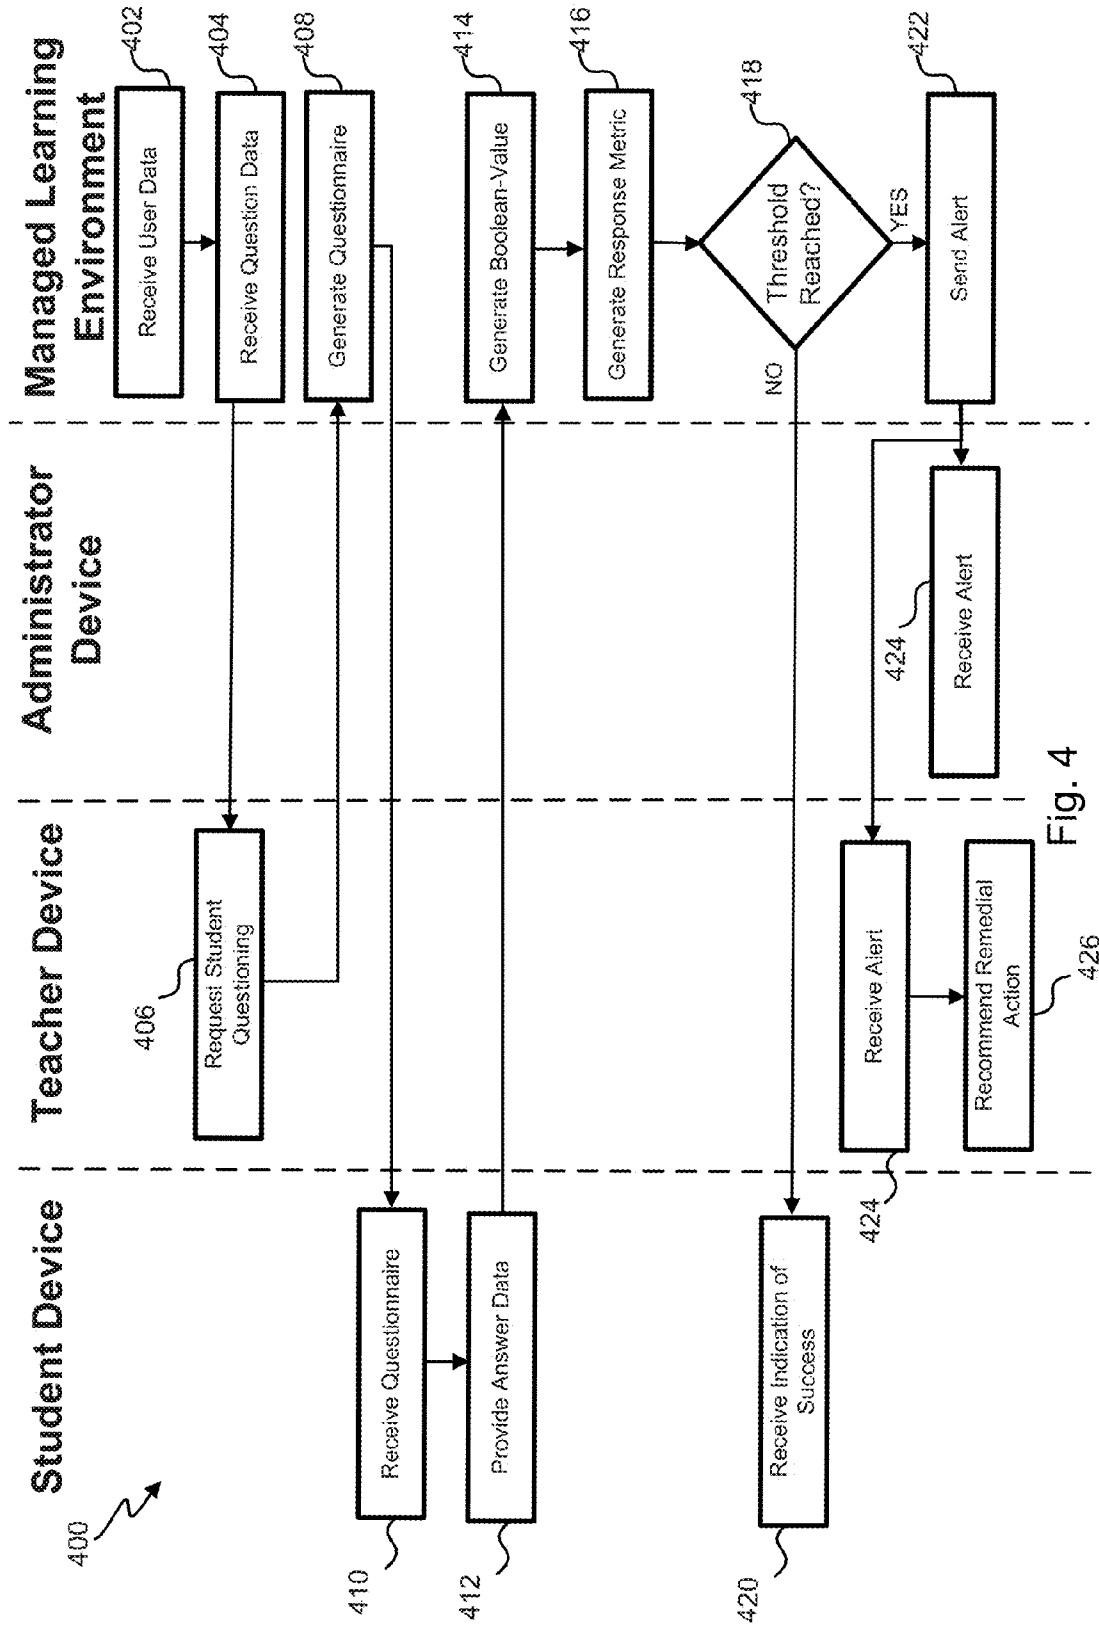 400
Student Device
Teacher Device
Administrator
Device
Managed Learning
Environment
Receive User Data
402
Receive Question Data
404
406
Request Student
Questioning
Generate Questionnaire
408
410
Receive Questionnaire
412
Provide Answer Data
Generate Boolean-Value
414
Generate Response Metric
416
Threshold
Reached?
418
NO
YES
420
Receive Indication of
Success
Send Alert
422
424
Receive Alert
424
Receive Alert
Recommend Remedial
Action
426
Fig. 4